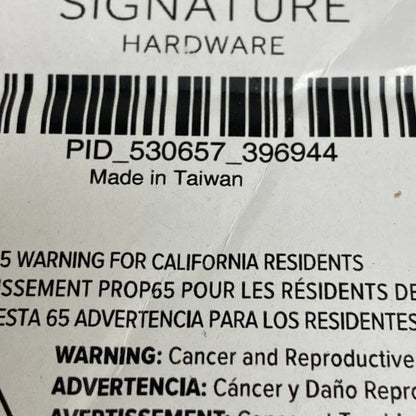 SIGNATURE
HARDWARE
PID_530657_396944
Made in Taiwan
5 WARNING FOR CALIFORNIA RESIDENTS
ISSEMENT PROP65 POUR LES RÉSIDENTS DE
ESTA 65 ADVERTENCIA PARA LOS RESIDENTES
WARNING: Cancer and Reproductive
ADVERTENCIA: Cáncer y Daño Repro
AVERTISSEMENT: